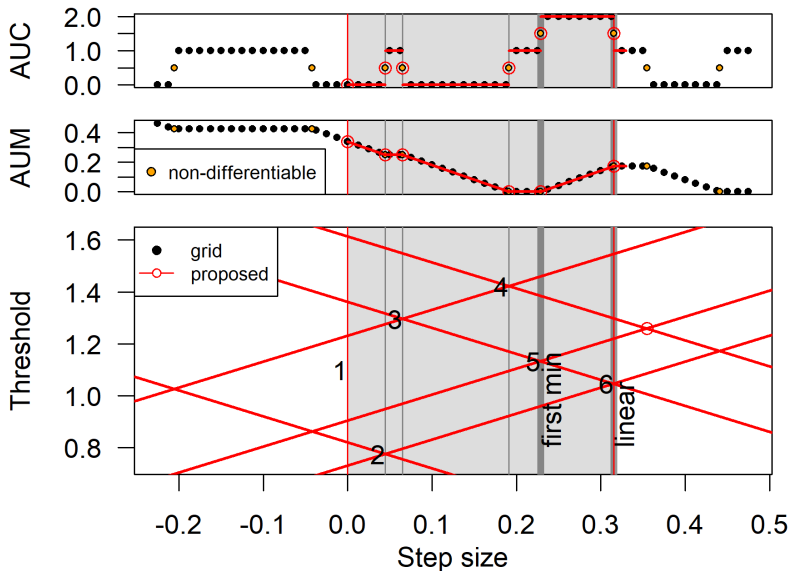 AUC
2.0
1.0
0.0
AUM
0.4
0.2
0.0
non-differentiable
Threshold
1.6
1.4
1.2
1.0
0.8
grid
proposed
1
2
3
4
5
6
first min
linear
-0.2 -0.1 0.0 0.1 0.2 0.3 0.4 0.5
Step size